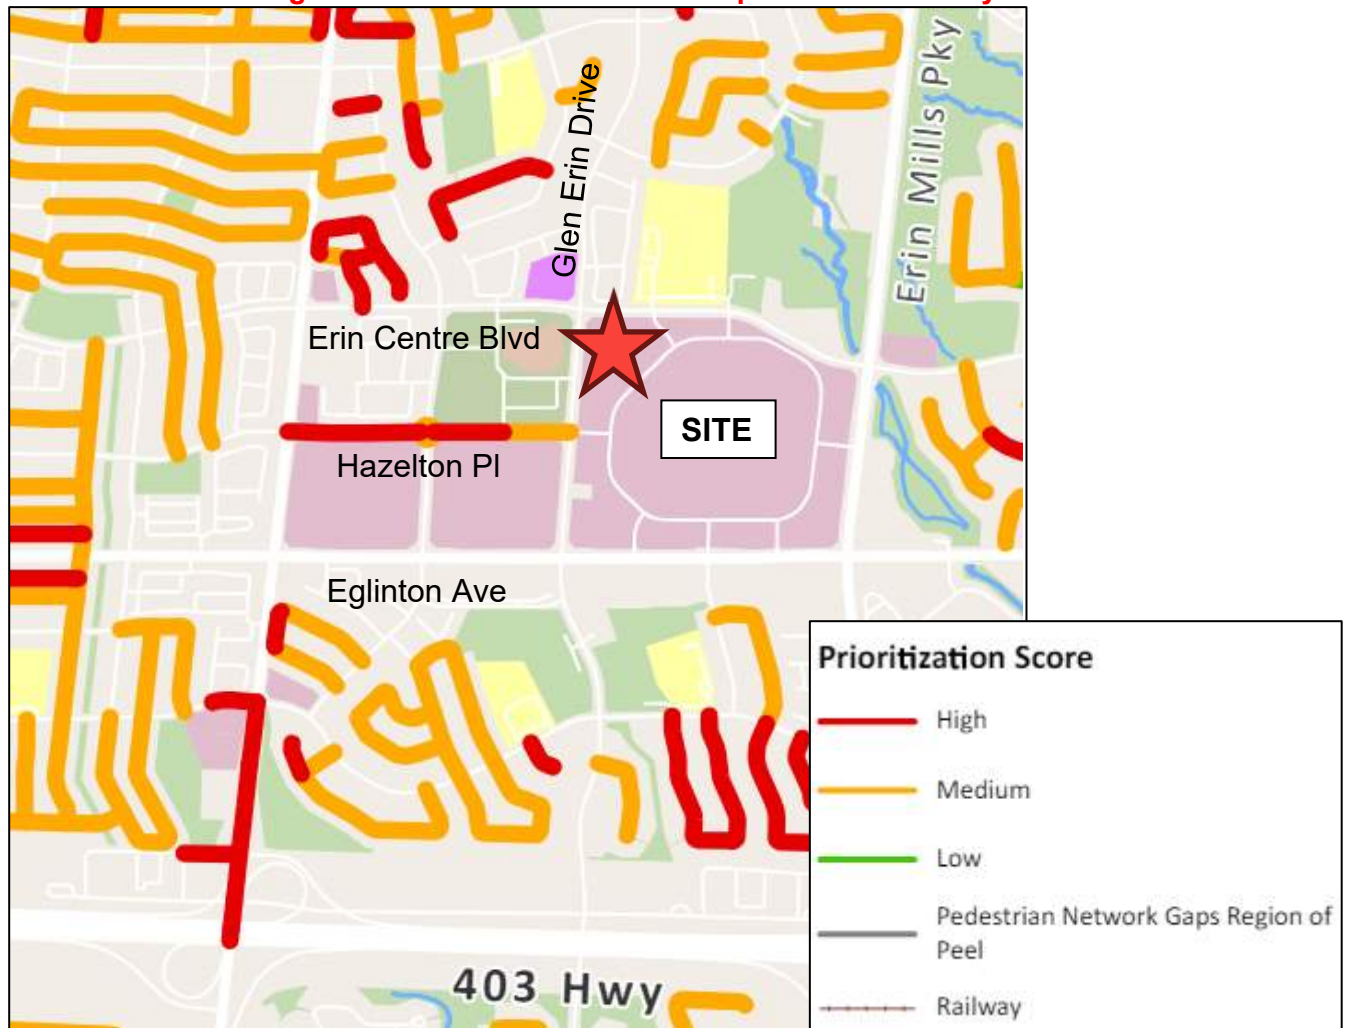 Glen Erin Drive
Erin Mills Pky
Erin Centre Blvd
SITE
Hazelton Pl
Eglinton Ave
403 Hwy
Prioritization Score
High
Medium
Low
Pedestrian Network Gaps Region of
Peel
Railway